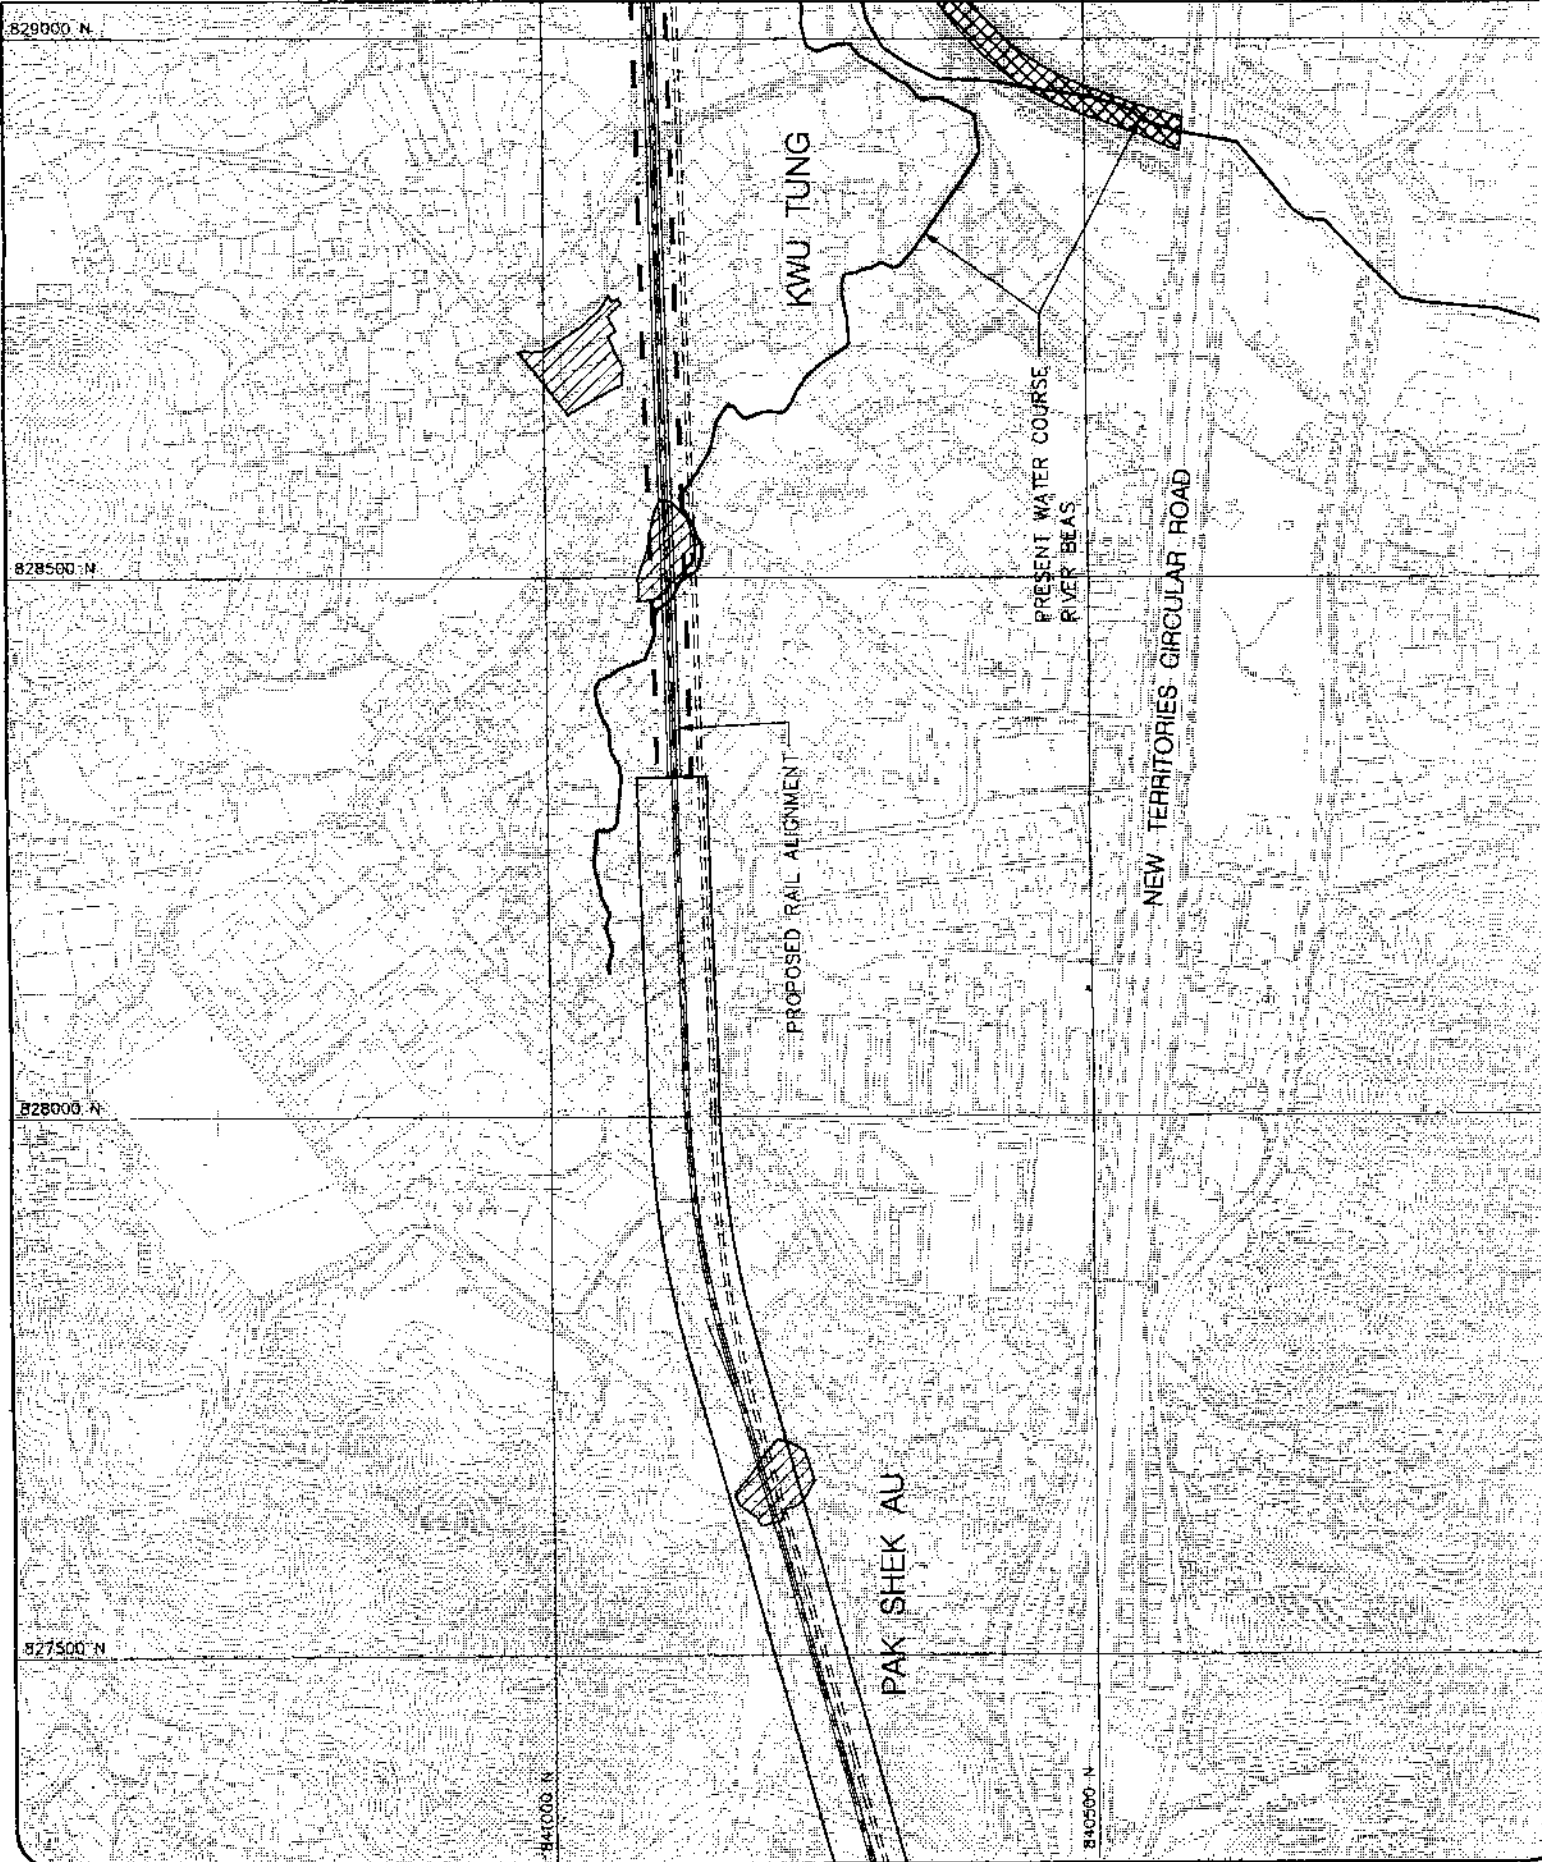 829000 N
KWU TUNG
PRESENT WATER COURSE
RIVER BEAS
828500 N
NEW TERRITORIES CIRCULAR ROAD
PROPOSED RAIL ALIGNMENT
828000 N
PAK SHEK AU
827500 N
841000 N
840500 N